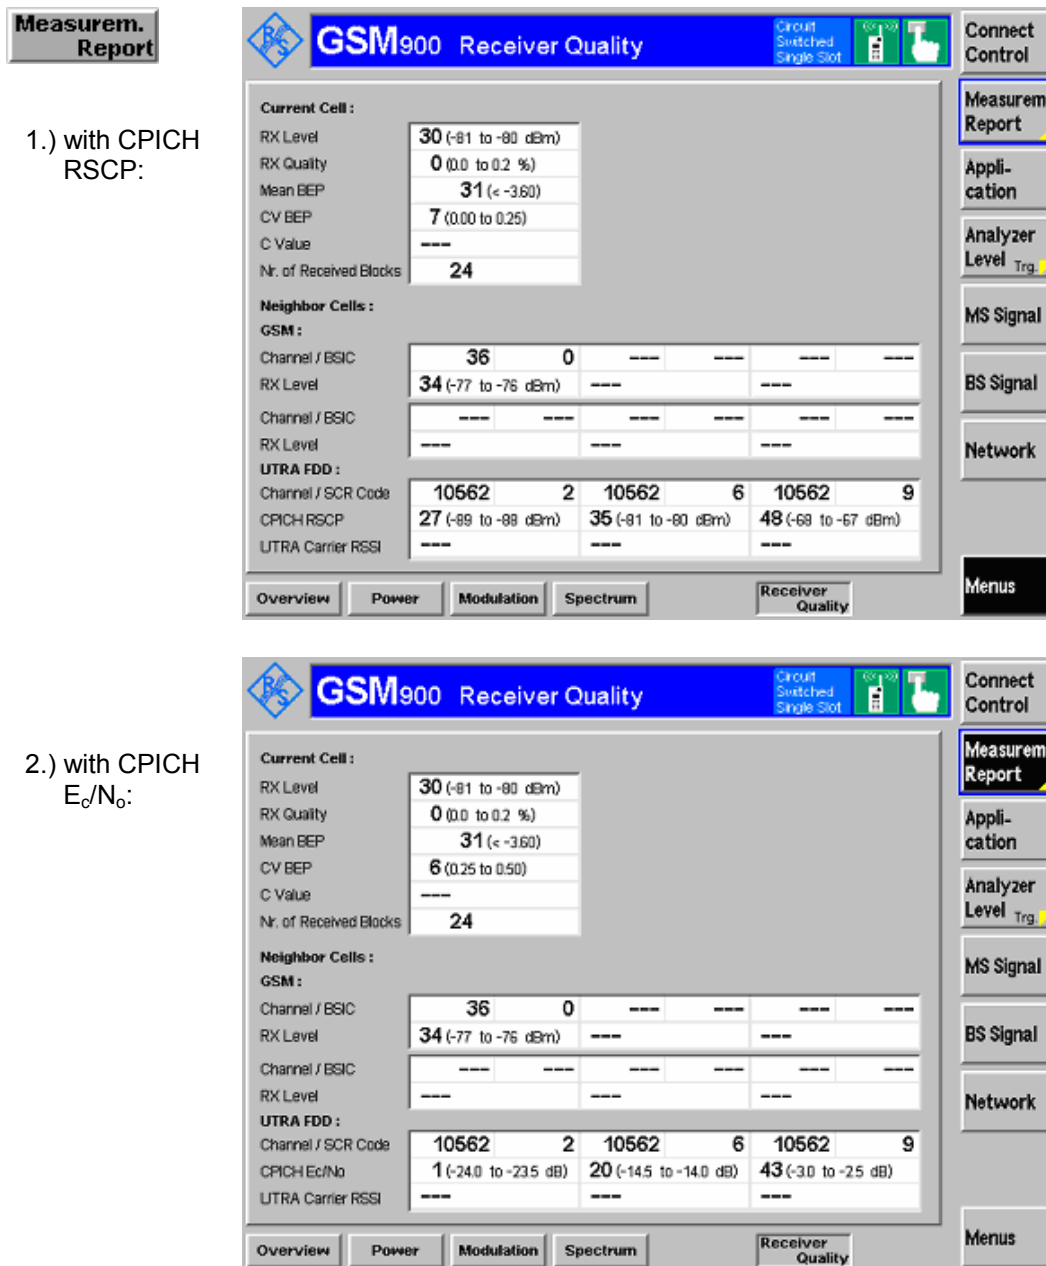 Measurem.
Report
1.) with CPICH
RSCP:
R&S
GSM900 Receiver Quality
Circuit
Switched
Single Slot
Connect
Control
Current Cell :
RX Level 30 (-81 to -80 dBm)
RX Quality 0 (0.0 to 0.2 %)
Mean BEP 31 (< -3.60)
CV BEP 7 (0.00 to 0.25)
C Value ---
Nr. of Received Blocks 24
Neighbor Cells :
GSM :
Channel / BSIC 36 0 --- --- --- ---
RX Level 34 (-77 to -76 dBm) --- ---
Channel / BSIC --- --- --- --- --- ---
RX Level --- --- ---
UTRA FDD :
Channel / SCR Code 10562 2 10562 6 10562 9
CPICH RSCP 27 (-89 to -88 dBm) 35 (-81 to -80 dBm) 48 (-68 to -67 dBm)
UTRA Carrier RSSI --- --- ---
Measurem
Report
Appli-
cation
Analyzer
Level Trg.
MS Signal
BS Signal
Network
Menus
Overview Power Modulation Spectrum Receiver
Quality
2.) with CPICH
Ec/No:
R&S
GSM900 Receiver Quality
Circuit
Switched
Single Slot
Connect
Control
Current Cell :
RX Level 30 (-81 to -80 dBm)
RX Quality 0 (0.0 to 0.2 %)
Mean BEP 31 (< -3.60)
CV BEP 6 (0.25 to 0.50)
C Value ---
Nr. of Received Blocks 24
Neighbor Cells :
GSM :
Channel / BSIC 36 0 --- --- --- ---
RX Level 34 (-77 to -76 dBm) --- ---
Channel / BSIC --- --- --- --- --- ---
RX Level --- --- ---
UTRA FDD :
Channel / SCR Code 10562 2 10562 6 10562 9
CPICH Ec/No 1 (-24.0 to -23.5 dB) 20 (-14.5 to -14.0 dB) 43 (-3.0 to -2.5 dB)
UTRA Carrier RSSI --- --- ---
Measurem
Report
Appli-
cation
Analyzer
Level Trg.
MS Signal
BS Signal
Network
Menus
Overview Power Modulation Spectrum Receiver
Quality